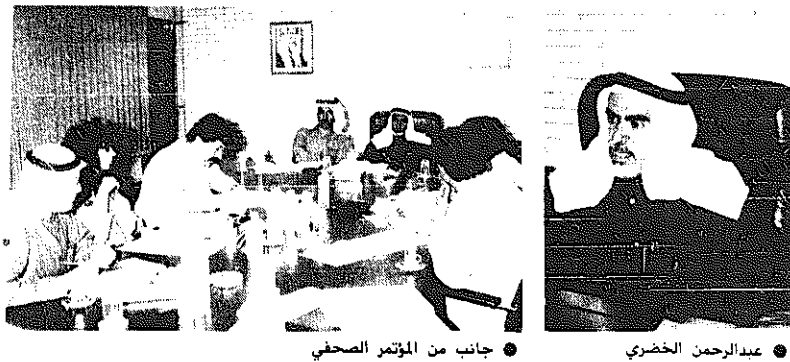 ● عبدالرحمن الخضري
● جانب من المؤتمر الصحفي